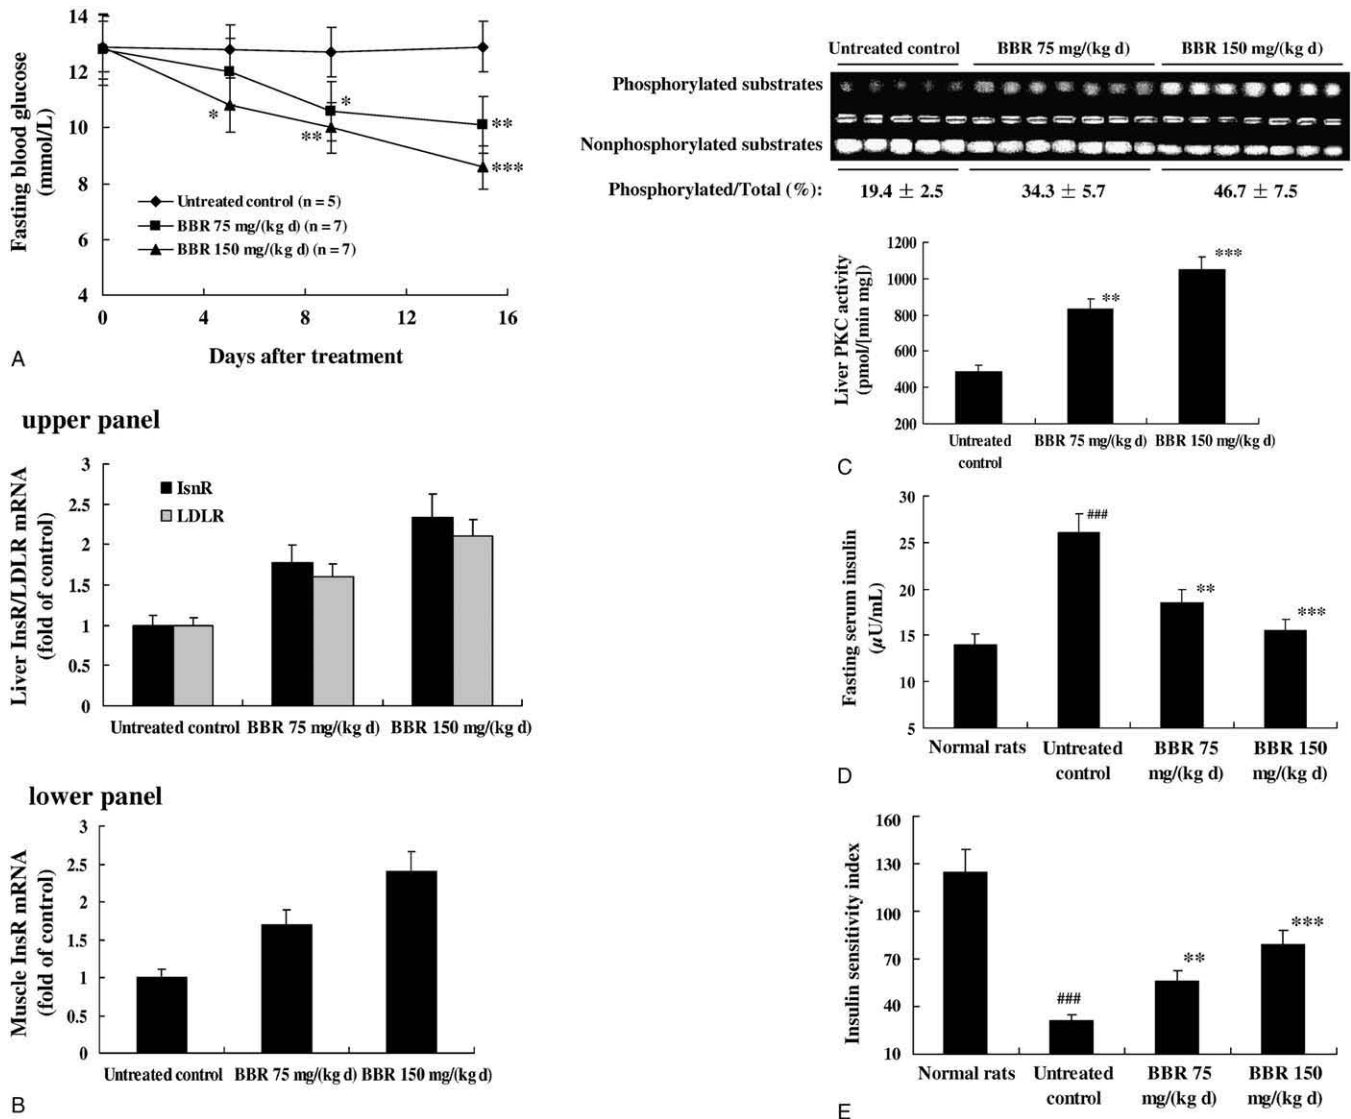 14
12
10
8
6
4
Fasting blood glucose
(mmol/L)
*
**
*
**
***
Untreated control (n = 5)
BBR 75 mg/(kg d) (n = 7)
BBR 150 mg/(kg d) (n = 7)
0 4 8 12 16
Days after treatment
A
upper panel
Liver InsR/LDLR mRNA
(fold of control)
3
2.5
2
1.5
1
0.5
0
IsnR
LDLR
Untreated control BBR 75 mg/(kg d) BBR 150 mg/(kg d)
lower panel
Muscle InsR mRNA
(fold of control)
3
2.5
2
1.5
1
0.5
0
Untreated control BBR 75 mg/(kg d) BBR 150 mg/(kg d)
B
Untreated control BBR 75 mg/(kg d) BBR 150 mg/(kg d)
Phosphorylated substrates
Nonphosphorylated substrates
Phosphorylated/Total (%): 19.4 ± 2.5 34.3 ± 5.7 46.7 ± 7.5
Liver PKC activity
(pmol/[min mg])
1200
1000
800
600
400
200
**
***
Untreated BBR 75 mg/(kg d) BBR 150 mg/(kg d)
control
C
Fasting serum insulin
(µU/mL)
30
25
20
15
10
5
###
**
***
Normal rats Untreated BBR 75 BBR 150
control mg/(kg d) mg/(kg d)
D
Insulin sensitivity index
160
130
100
70
40
10
###
**
***
Normal rats Untreated BBR 75 BBR 150
control mg/(kg d) mg/(kg d)
E